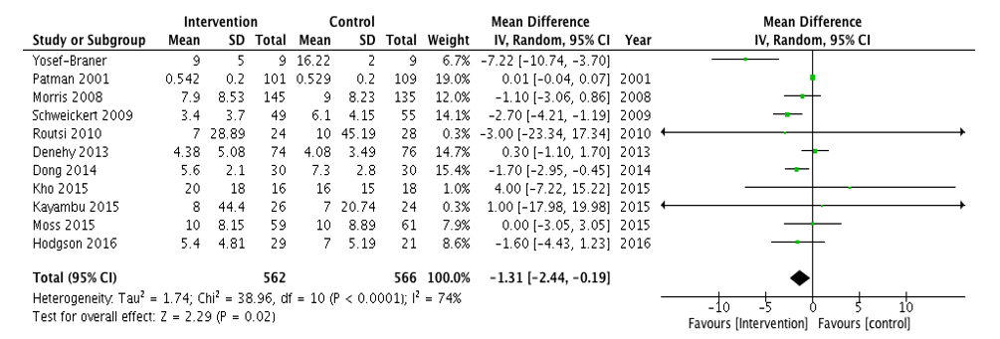 Intervention Control Mean Difference Mean Difference
Study or Subgroup Mean SD Total Mean SD Total Weight IV, Random, 95% CI Year IV, Random, 95% CI
Yosef-Braner 9 5 9 16.22 2 9 6.7% -7.22 [-10.74, -3.70]
Patman 2001 0.542 0.2 101 0.529 0.2 109 19.0% 0.01 [-0.04, 0.07] 2001
Morris 2008 7.9 8.53 145 9 8.23 135 12.0% -1.10 [-3.06, 0.86] 2008
Schweickert 2009 3.4 3.7 49 6.1 4.15 55 14.1% -2.70 [-4.21, -1.19] 2009
Routsi 2010 7 28.89 24 10 45.19 28 0.3% -3.00 [-23.34, 17.34] 2010
Denehy 2013 4.38 5.08 74 4.08 3.49 76 14.7% 0.30 [-1.10, 1.70] 2013
Dong 2014 5.6 2.1 30 7.3 2.8 30 15.4% -1.70 [-2.95, -0.45] 2014
Kho 2015 20 18 16 16 15 18 1.0% 4.00 [-7.22, 15.22] 2015
Kayambu 2015 8 44.4 26 7 20.74 24 0.3% 1.00 [-17.98, 19.98] 2015
Moss 2015 10 8.15 59 10 8.89 61 7.9% 0.00 [-3.05, 3.05] 2015
Hodgson 2016 5.4 4.81 29 7 5.19 21 8.6% -1.60 [-4.43, 1.23] 2016
Total (95% CI) 562 566 100.0% -1.31 [-2.44, -0.19]
Heterogeneity: Tau² = 1.74; Chi² = 38.96, df = 10 (P < 0.0001); I² = 74%
Test for overall effect: Z = 2.29 (P = 0.02)
-10 -5 0 5 10
Favours [Intervention] Favours [control]